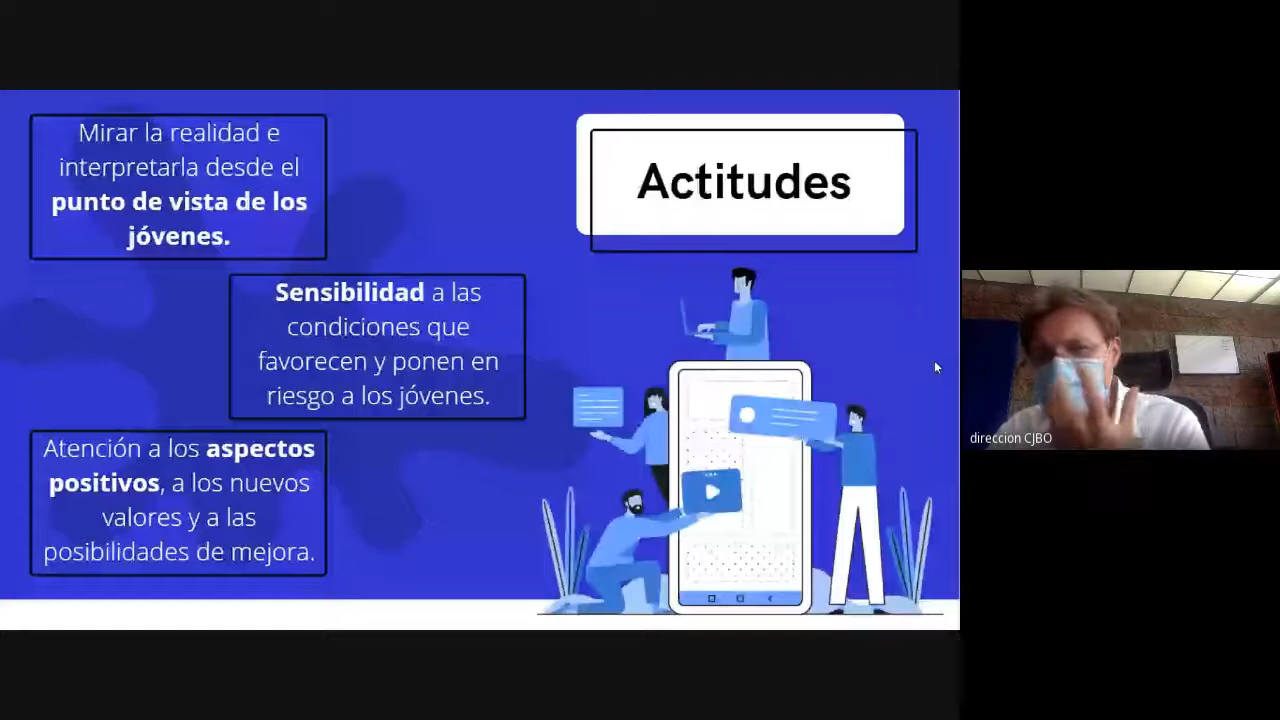 Mirar la realidad e
interpretarla desde el
punto de vista de los
jóvenes.
Actitudes
Sensibilidad a las
condiciones que
favorecen y ponen en
riesgo a los jóvenes.
Atención a los aspectos
positivos, a los nuevos
valores y a las
posibilidades de mejora.
direccion CJBO